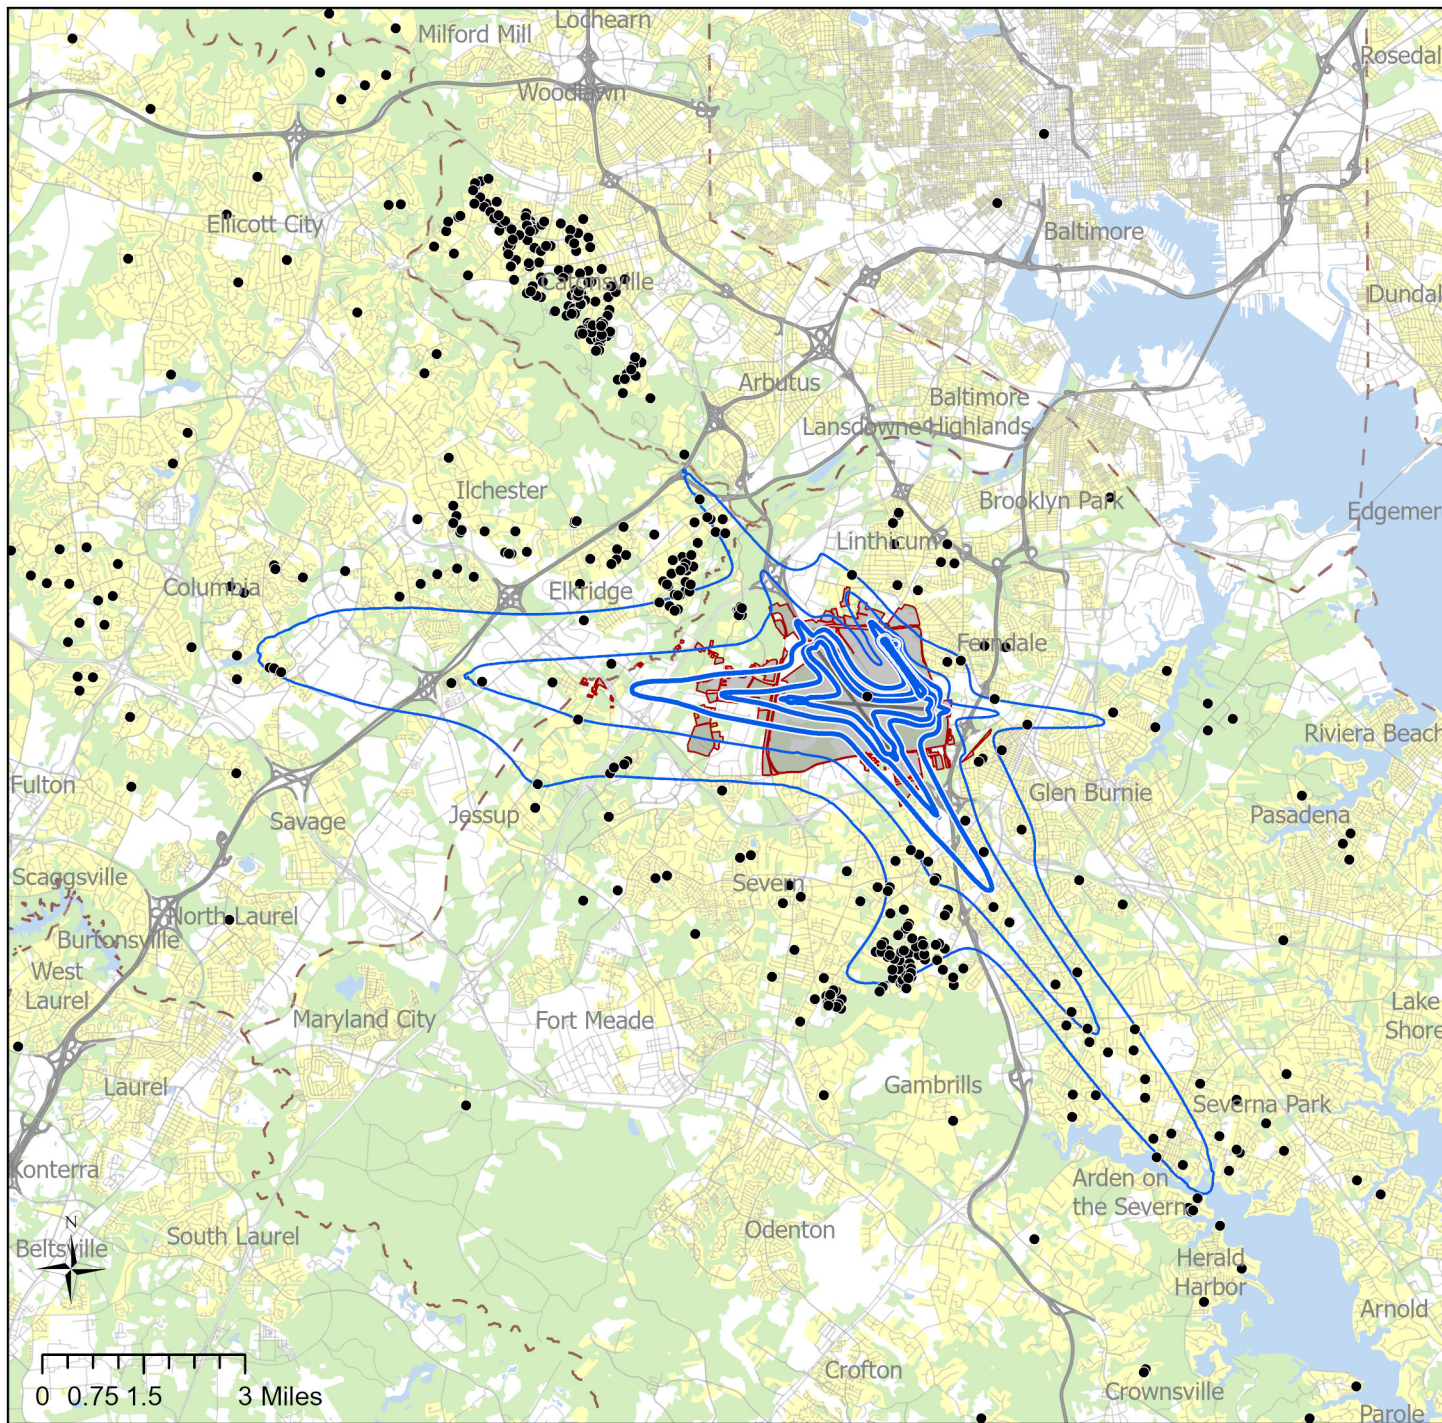 Lochearn
Milford Mill
Rosedal
Woodlawn
Ellicott City
Baltimore
Catonsville
Dundal
Arbutus
Baltimore
Highlands
Lansdowne
Ilchester
Brooklyn Park
Edgemer
Linthicum
Columbia
Elkridge
Ferndale
Riviera Beach
Fulton
Glen Burnie
Savage
Jessup
Pasadena
Scaggsville
Severn
North Laurel
Burtonsville
West
Laurel
Lake
Shore
Maryland City
Fort Meade
Laurel
Gambrills
Severna Park
Konterra
Arden on
the Severn
N
South Laurel
Odenton
Beltsville
Herald
Harbor
Arnold
Crofton
Crownsville
0 0.75 1.5 3 Miles
Parole